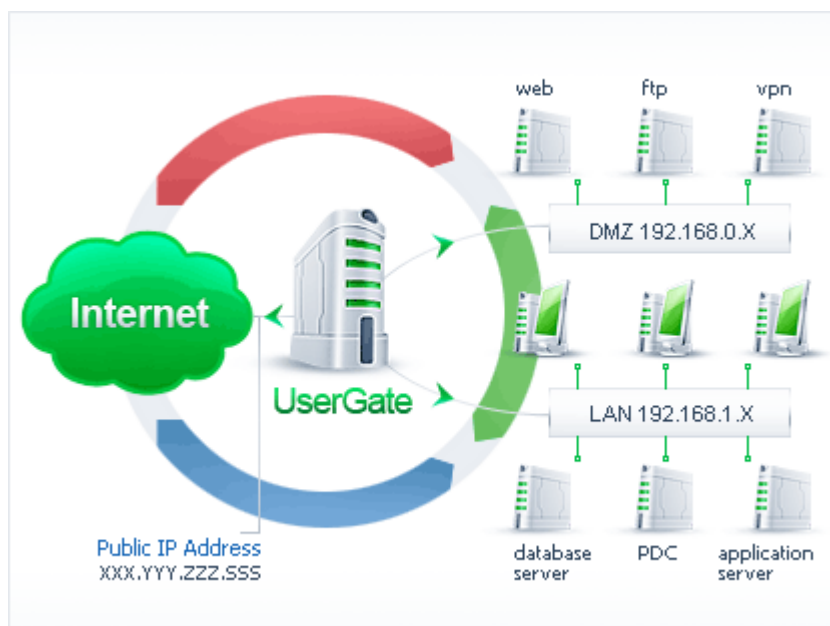 web
ftp
vpn
DMZ 192.168.0.X
Internet
UserGate
LAN 192.168.1.X
Public IP Address
XXX.YYY.ZZZ.SSS
database
server
PDC
application
server